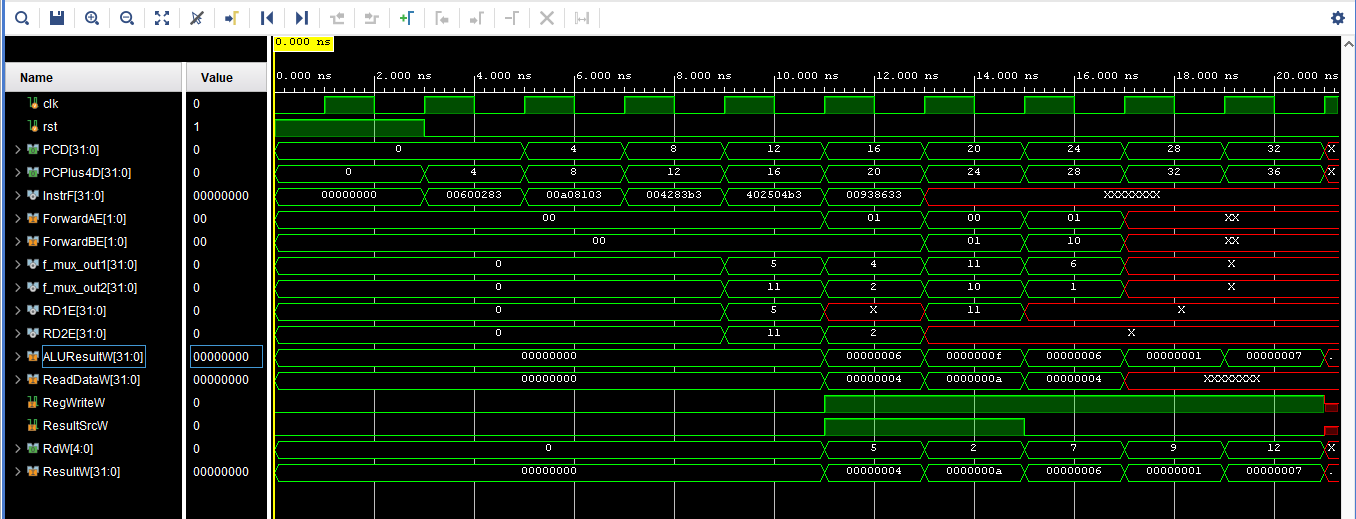 0.000 ns
Name Value 0.000 ns 2.000 ns 4.000 ns 6.000 ns 8.000 ns 10.000 ns 12.000 ns 14.000 ns 16.000 ns 18.000 ns 20.000 ns
clk 0
rst 1
PCD[31:0] 0 0 4 8 12 16 20 24 28 32 X
PCPlus4D[31:0] 0 0 4 8 12 16 20 24 28 32 36 X
InstrF[31:0] 00000000 00000000 00600283 00a08103 004283b3 402504b3 00938633 XXXXXXXX
ForwardAE[1:0] 00 00 01 00 01 XX
ForwardBE[1:0] 00 00 01 10 XX
f_mux_out1[31:0] 0 0 5 4 11 6 X
f_mux_out2[31:0] 0 0 11 2 10 1 X
RD1E[31:0] 0 0 5 X 11 X
RD2E[31:0] 0 0 11 2 X
ALUResultW[31:0] 00000000 00000000 00000006 0000000f 00000006 00000001 00000007 .
ReadDataW[31:0] 00000000 00000000 00000004 0000000a 00000004 XXXXXXXX
RegWriteW 0
ResultSrcW 0
RdW[4:0] 0 0 5 2 7 9 12 X
ResultW[31:0] 00000000 00000000 00000004 0000000a 00000006 00000001 00000007 .